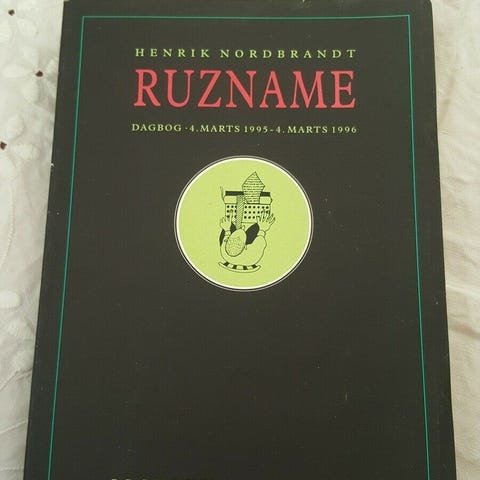 HENRIK NORDBRANDT
RUZNAME
DAGBOG · 4. MARTS 1995 - 4. MARTS 1996